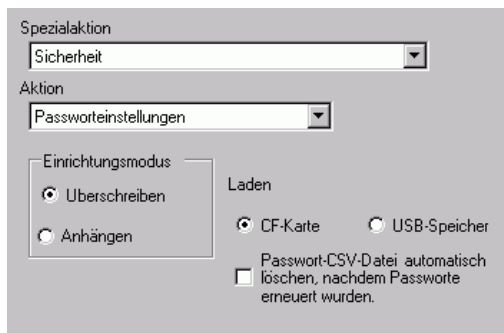 Spezialaktion
Sicherheit
Aktion
Passworteinstellungen
Einrichtungsmodus
Überschreiben
Anhängen
Laden
CF-Karte
USB-Speicher
Passwort-CSV-Datei automatisch
löschen, nachdem Passworte
erneuert wurden.